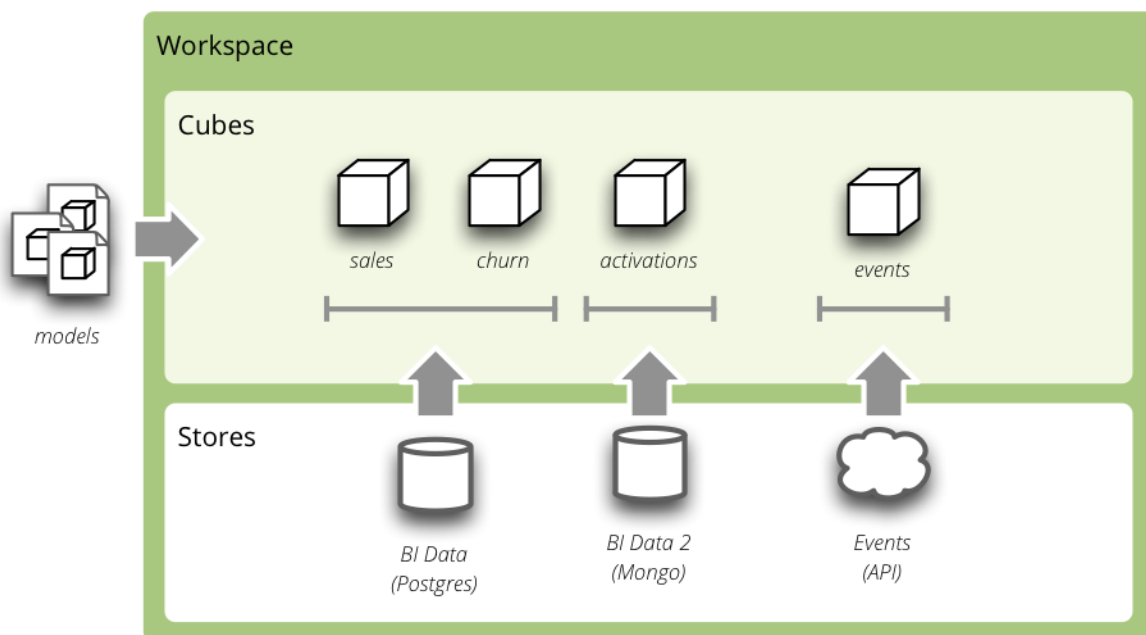 Workspace
Cubes
sales
churn
activations
events
models
Stores
BI Data
(Postgres)
BI Data 2
(Mongo)
Events
(API)